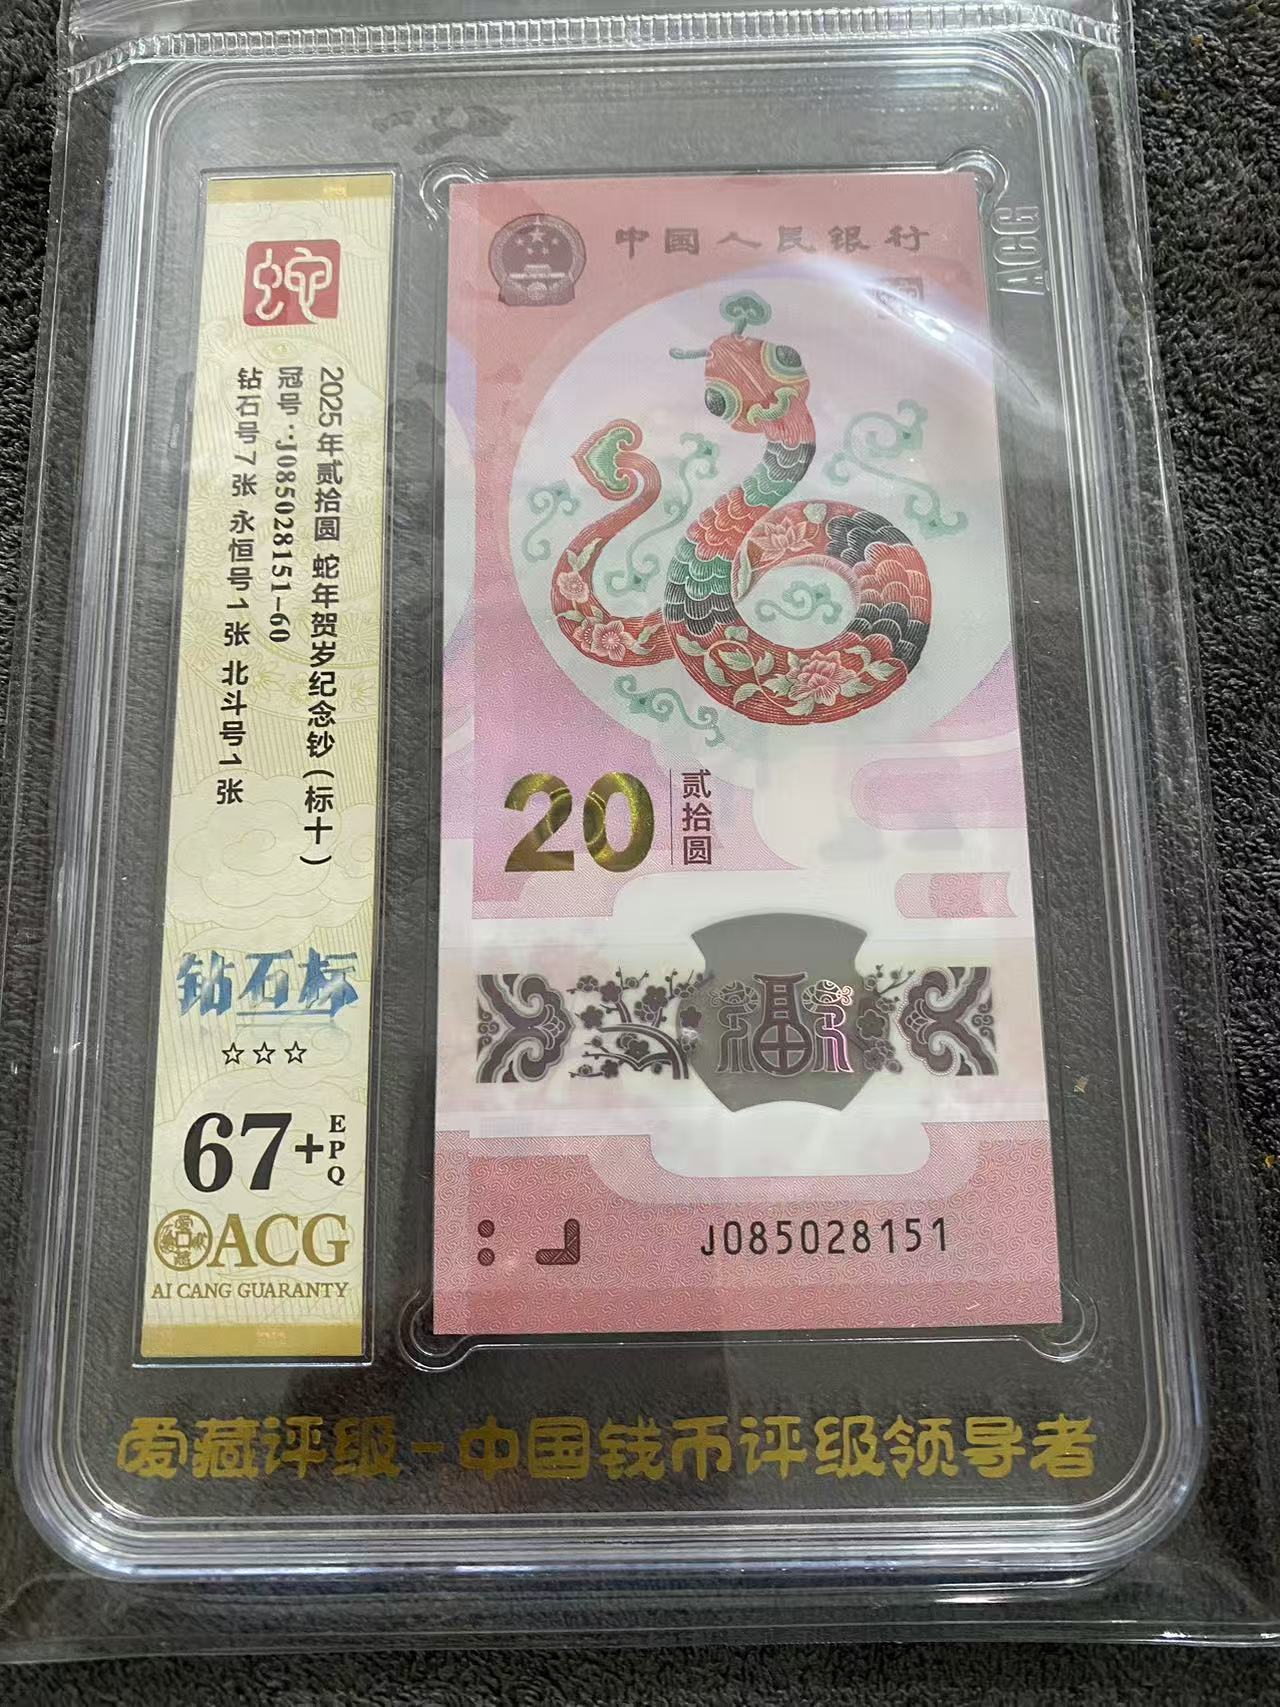 ACG
蛇
2025年贰拾圆 蛇年贺岁纪念钞(标十)
冠号:J085028151-60
钻石号7张 永恒号1张 北斗号1张
钻石标
☆☆☆
67+
EPQ
ACG
AI CANG GUARANTY
中国人民银行
20
贰拾圆
福
J085028151
爱藏评级-中国钱币评级领导者